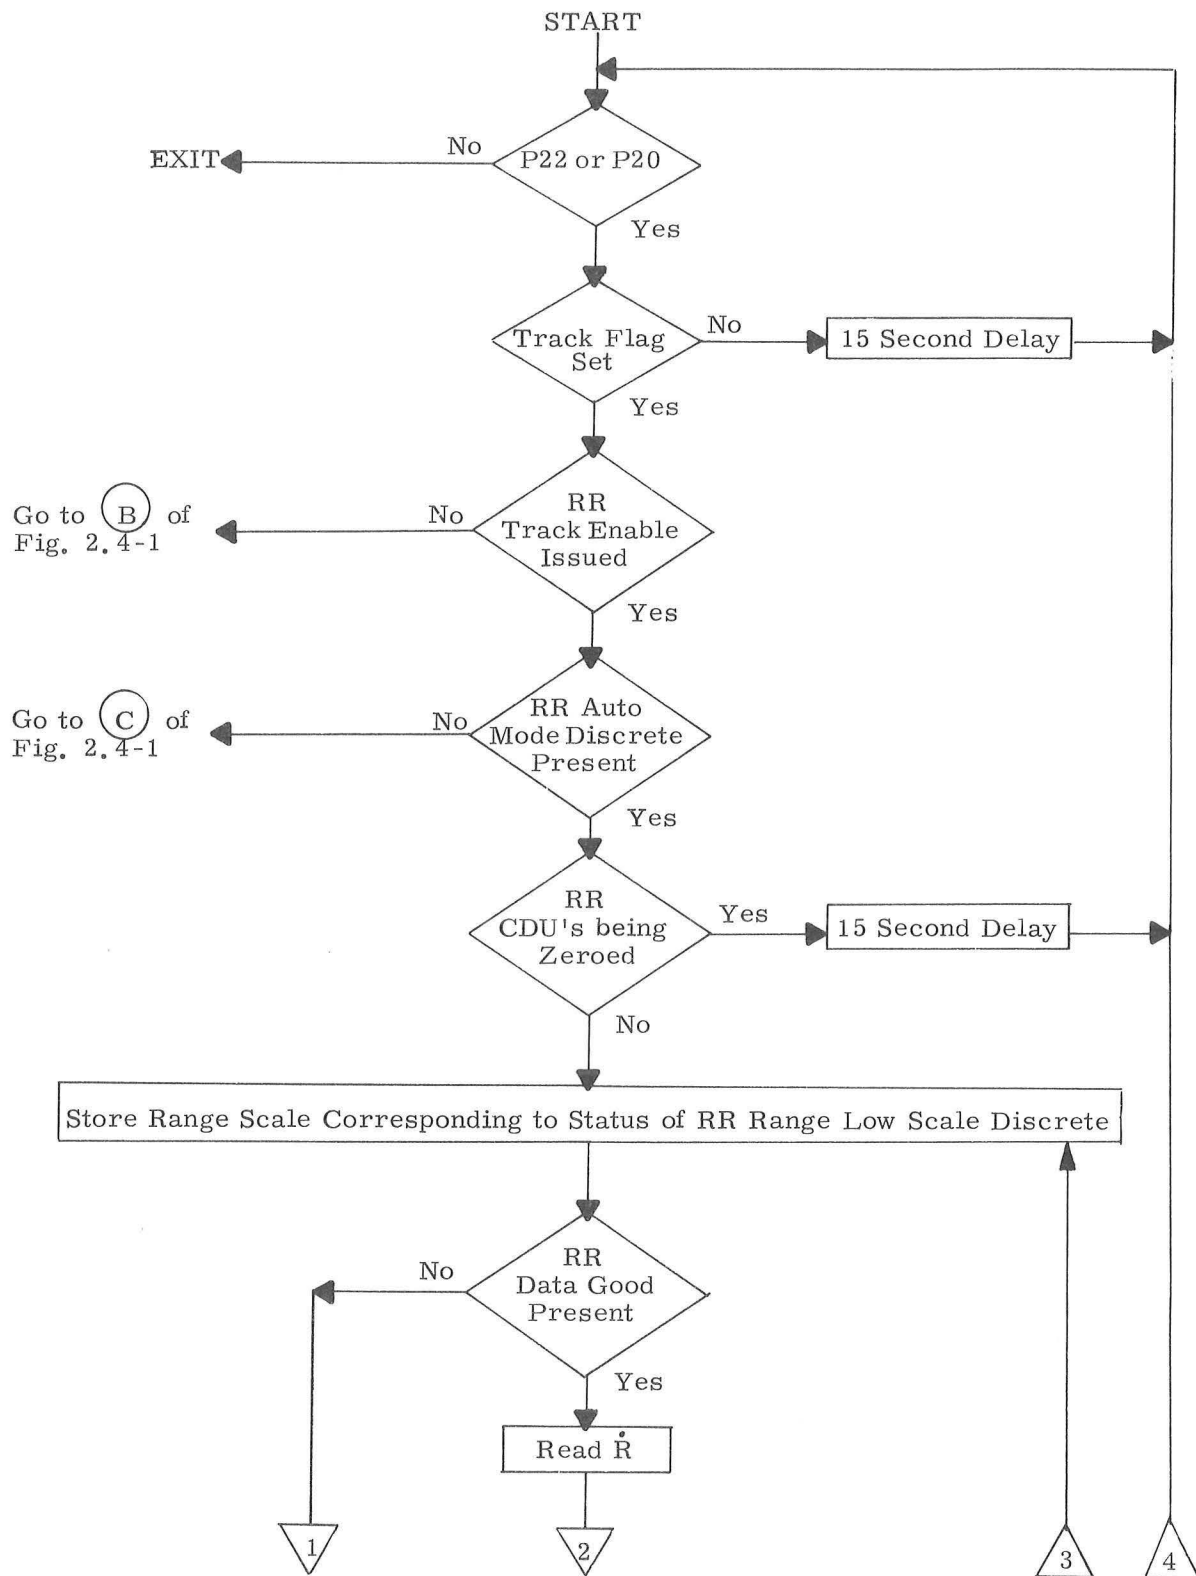 START
P22 or P20
No
EXIT
Yes
Track Flag
Set
No
15 Second Delay
Yes
RR
Track Enable
Issued
No
Go to B of
Fig. 2.4-1
Yes
RR Auto
Mode Discrete
Present
No
Go to C of
Fig. 2.4-1
Yes
RR
CDU's being
Zeroed
Yes
15 Second Delay
No
Store Range Scale Corresponding to Status of RR Range Low Scale Discrete
RR
Data Good
Present
No
Yes
Read Ṙ
1
2
3
4